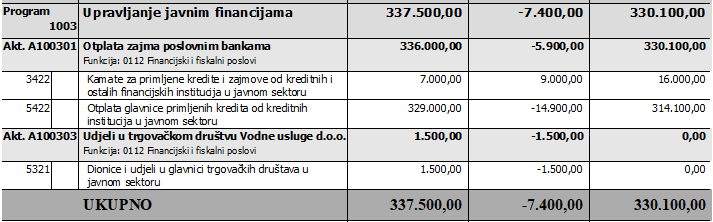 Program 1003 Upravljanje javnim financijama 337.500,00 -7.400,00 330.100,00
Akt. A100301 Otplata zajma poslovnim bankama 336.000,00 -5.900,00 330.100,00
Funkcija: 0112 Financijski i fiskalni poslovi
3422 Kamate za primljene kredite i zajmove od kreditnih i 7.000,00 9.000,00 16.000,00
ostalih financijskih institucija u javnom sektoru
5422 Otplata glavnice primljenih kredita od kreditnih 329.000,00 -14.900,00 314.100,00
institucija u javnom sektoru
Akt. A100303 Udjeli u trgovačkom društvu Vodne usluge d.o.o. 1.500,00 -1.500,00 0,00
Funkcija: 0112 Financijski i fiskalni poslovi
5321 Dionice i udjeli u glavnici trgovačkih društava u 1.500,00 -1.500,00 0,00
javnom sektoru
UKUPNO 337.500,00 -7.400,00 330.100,00